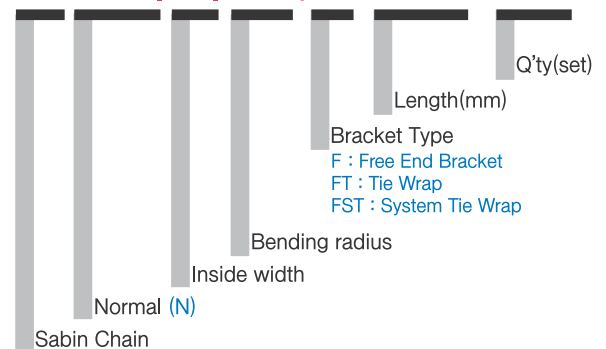 Q'ty(set)
Length(mm)
Bracket Type
F : Free End Bracket
FT : Tie Wrap
FST : System Tie Wrap
Bending radius
Inside width
Normal (N)
Sabin Chain